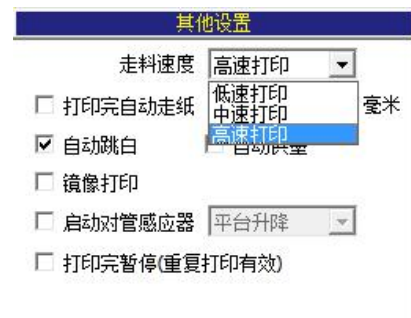 其他设置
走料速度 高速打印
低速打印
打印完自动走纸 中速打印 毫米
高速打印
自动跳白 自动
镜像打印
启动对管感应器 平台升降
打印完暂停(重复打印有效)